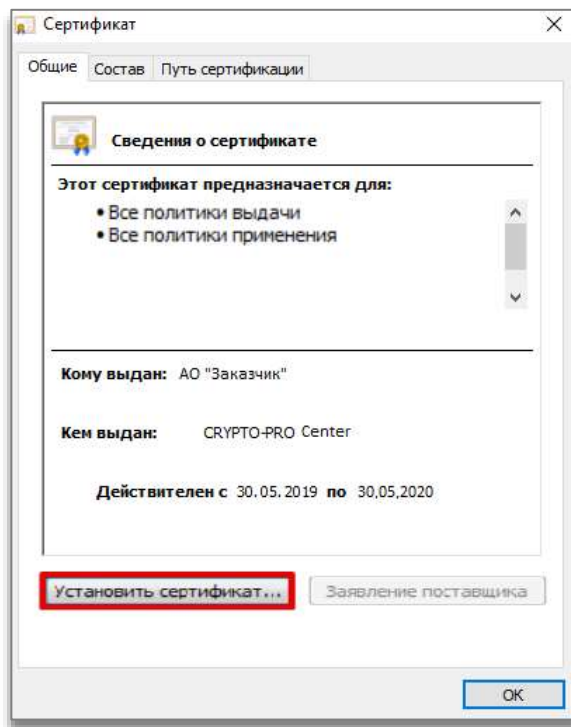 Сертификат
Общие Состав Путь сертификации
Сведения о сертификате
Этот сертификат предназначается для:
• Все политики выдачи
• Все политики применения
Кому выдан: АО "Заказчик"
Кем выдан: CRYPTO-PRO Center
Действителен с 30.05.2019 по 30.05.2020
Установить сертификат... Заявление поставщика
ОК